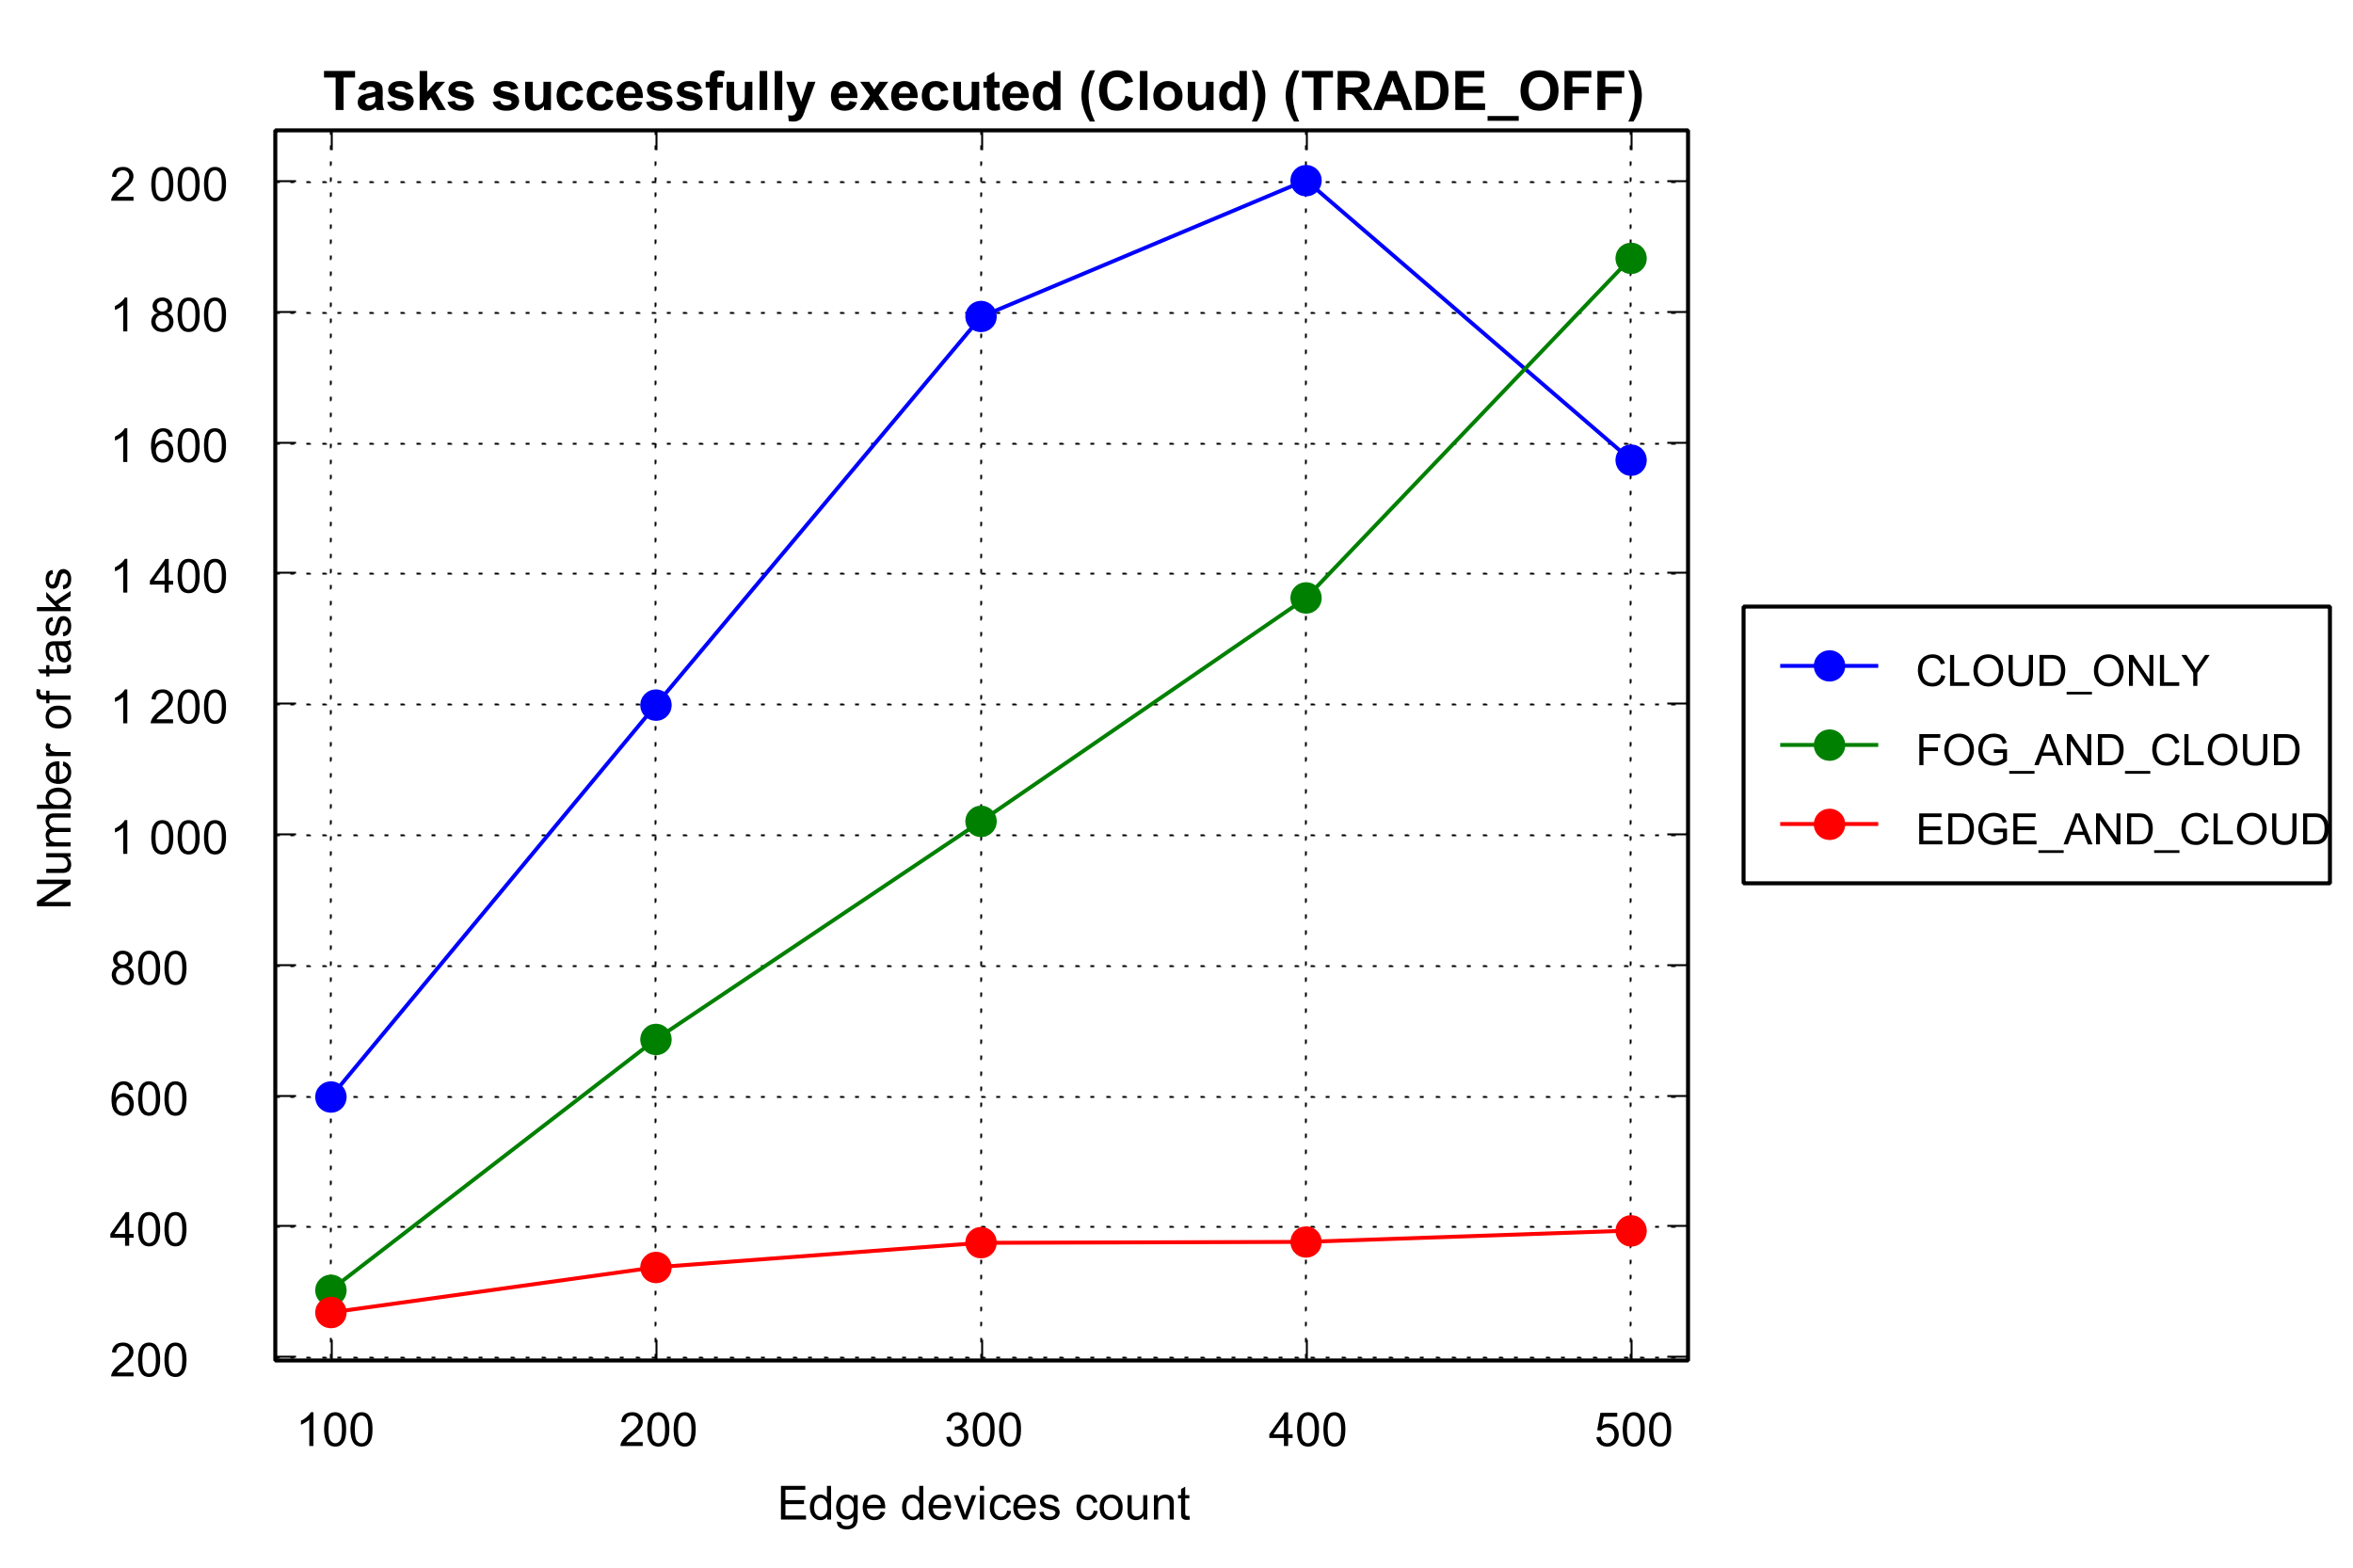 Tasks successfully executed (Cloud) (TRADE_OFF)
2 000
1 800
1 600
1 400
1 200
1 000
800
600
400
200
Number of tasks
100 200 300 400 500
Edge devices count
CLOUD_ONLY
FOG_AND_CLOUD
EDGE_AND_CLOUD